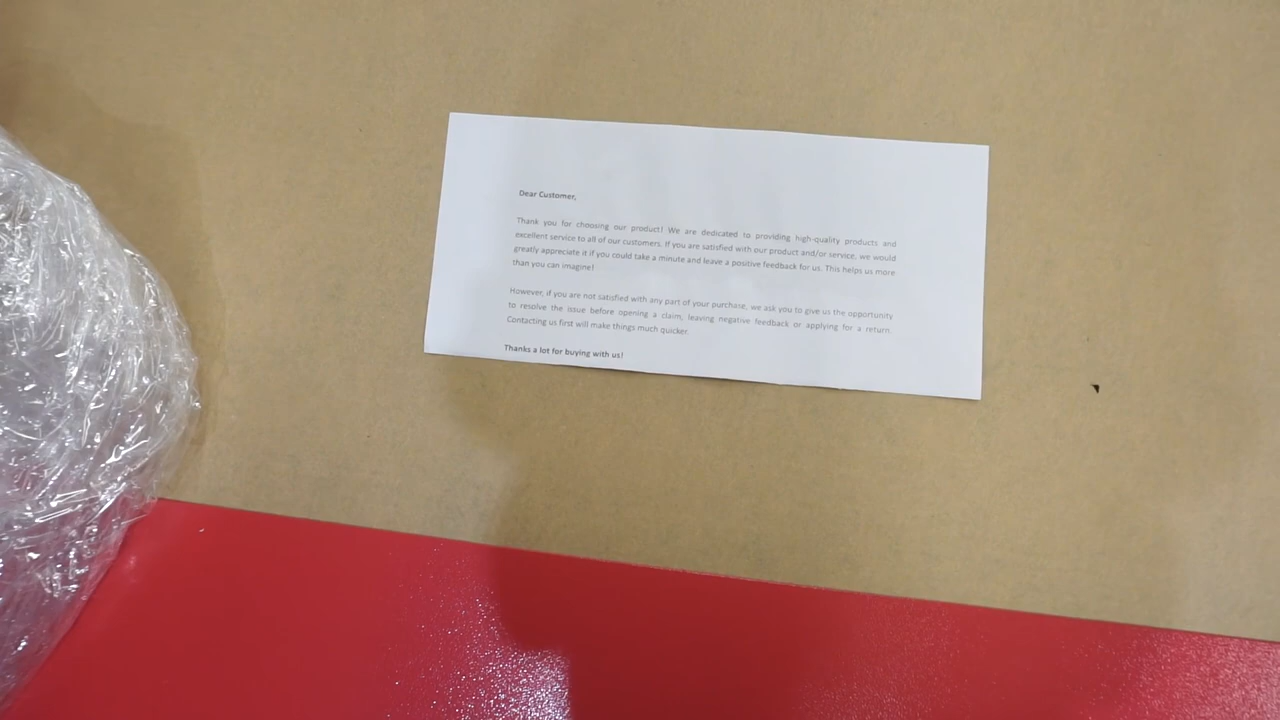 Dear Customer,
Thank you for choosing our product! We are dedicated to providing high-quality products and
excellent service to all of our customers. If you are satisfied with our product and/or service, we would
greatly appreciate it if you could take a minute and leave a positive feedback for us. This helps us more
than you can imagine!
However, if you are not satisfied with any part of your purchase, we ask you to give us the opportunity
to resolve the issue before opening a claim, leaving negative feedback or applying for a return.
Contacting us first will make things much quicker.
Thanks a lot for buying with us!